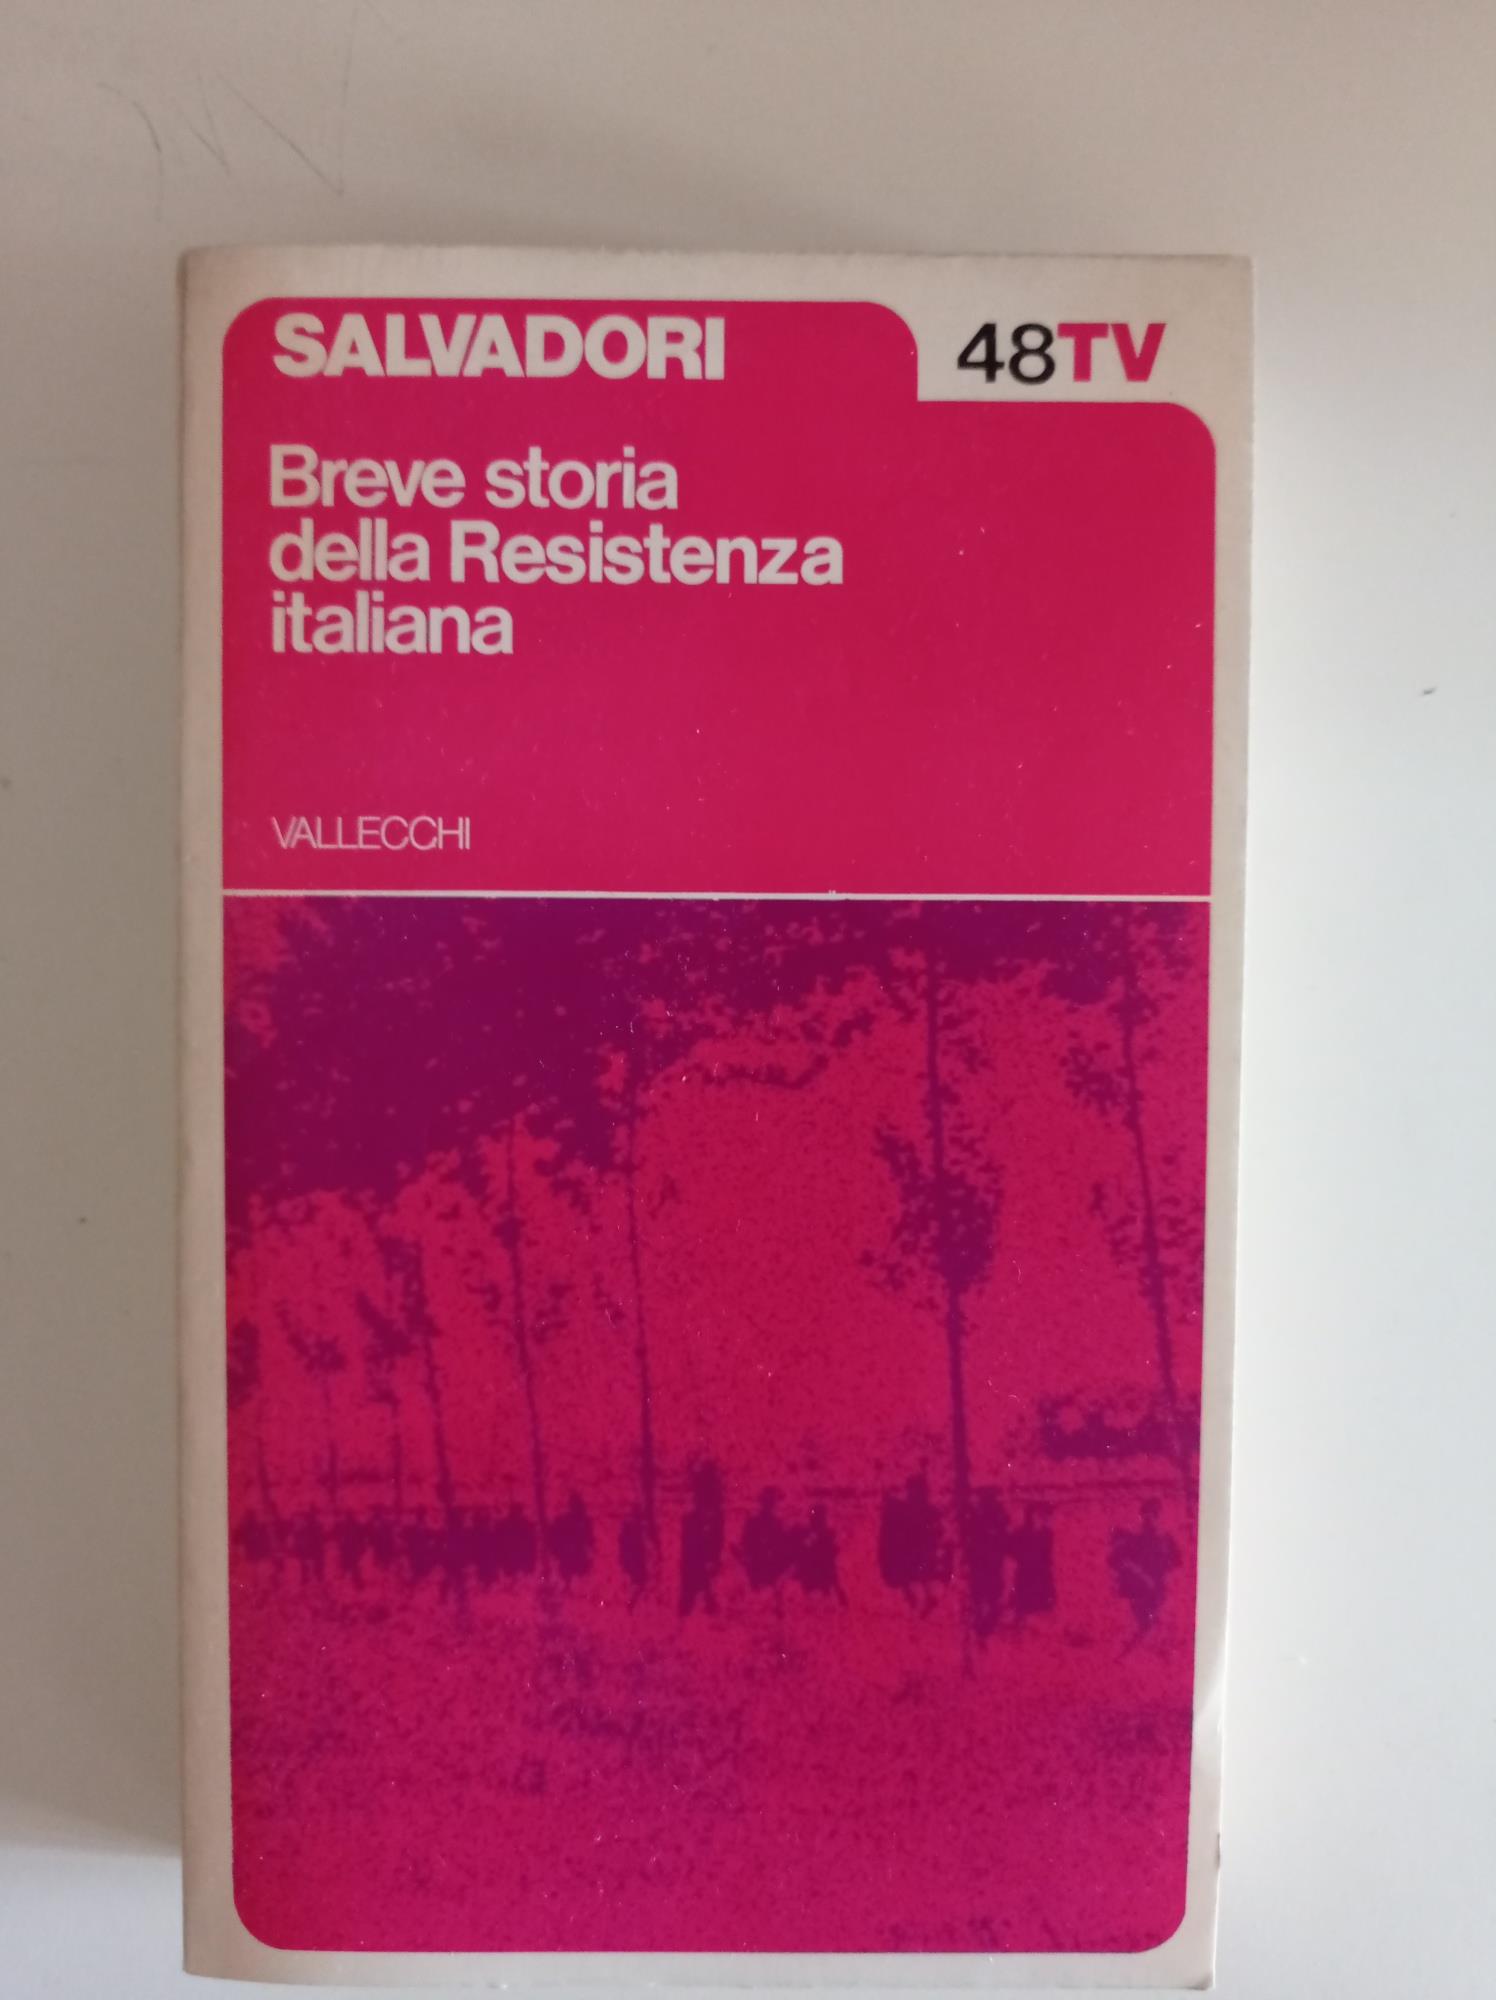 SALVADORI
48TV
Breve storia
della Resistenza
italiana
VALLECCHI